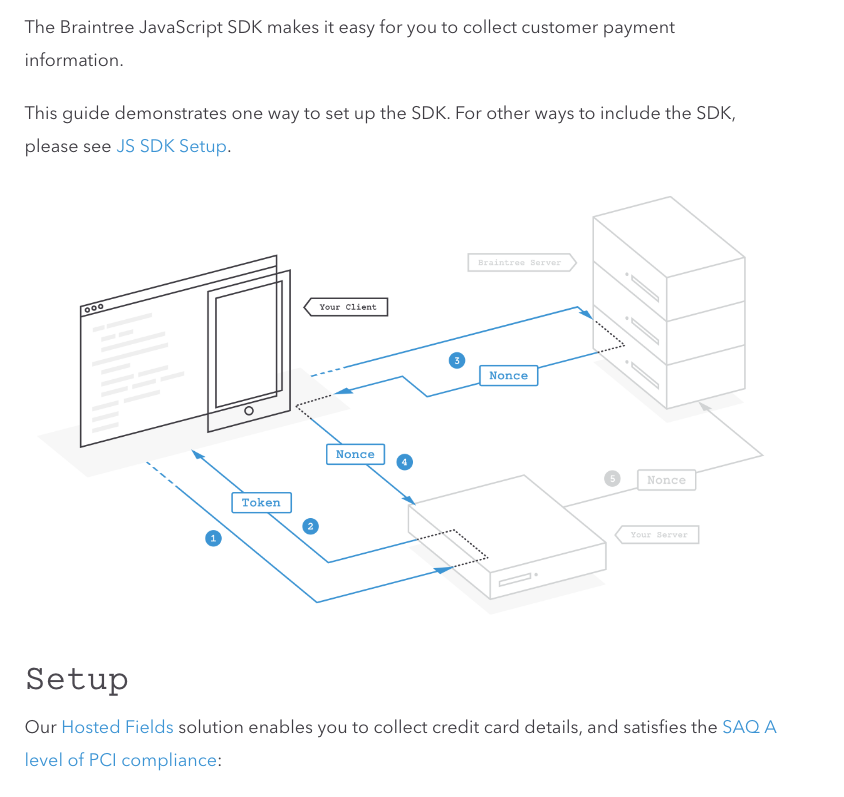 The Braintree JavaScript SDK makes it easy for you to collect customer payment
information.
This guide demonstrates one way to set up the SDK. For other ways to include the SDK,
please see JS SDK Setup.
Braintree Server
Your Client
3
Nonce
Nonce
4
5
Nonce
Token
2
1
Your Server
Setup
Our Hosted Fields solution enables you to collect credit card details, and satisfies the SAQ A
level of PCI compliance: